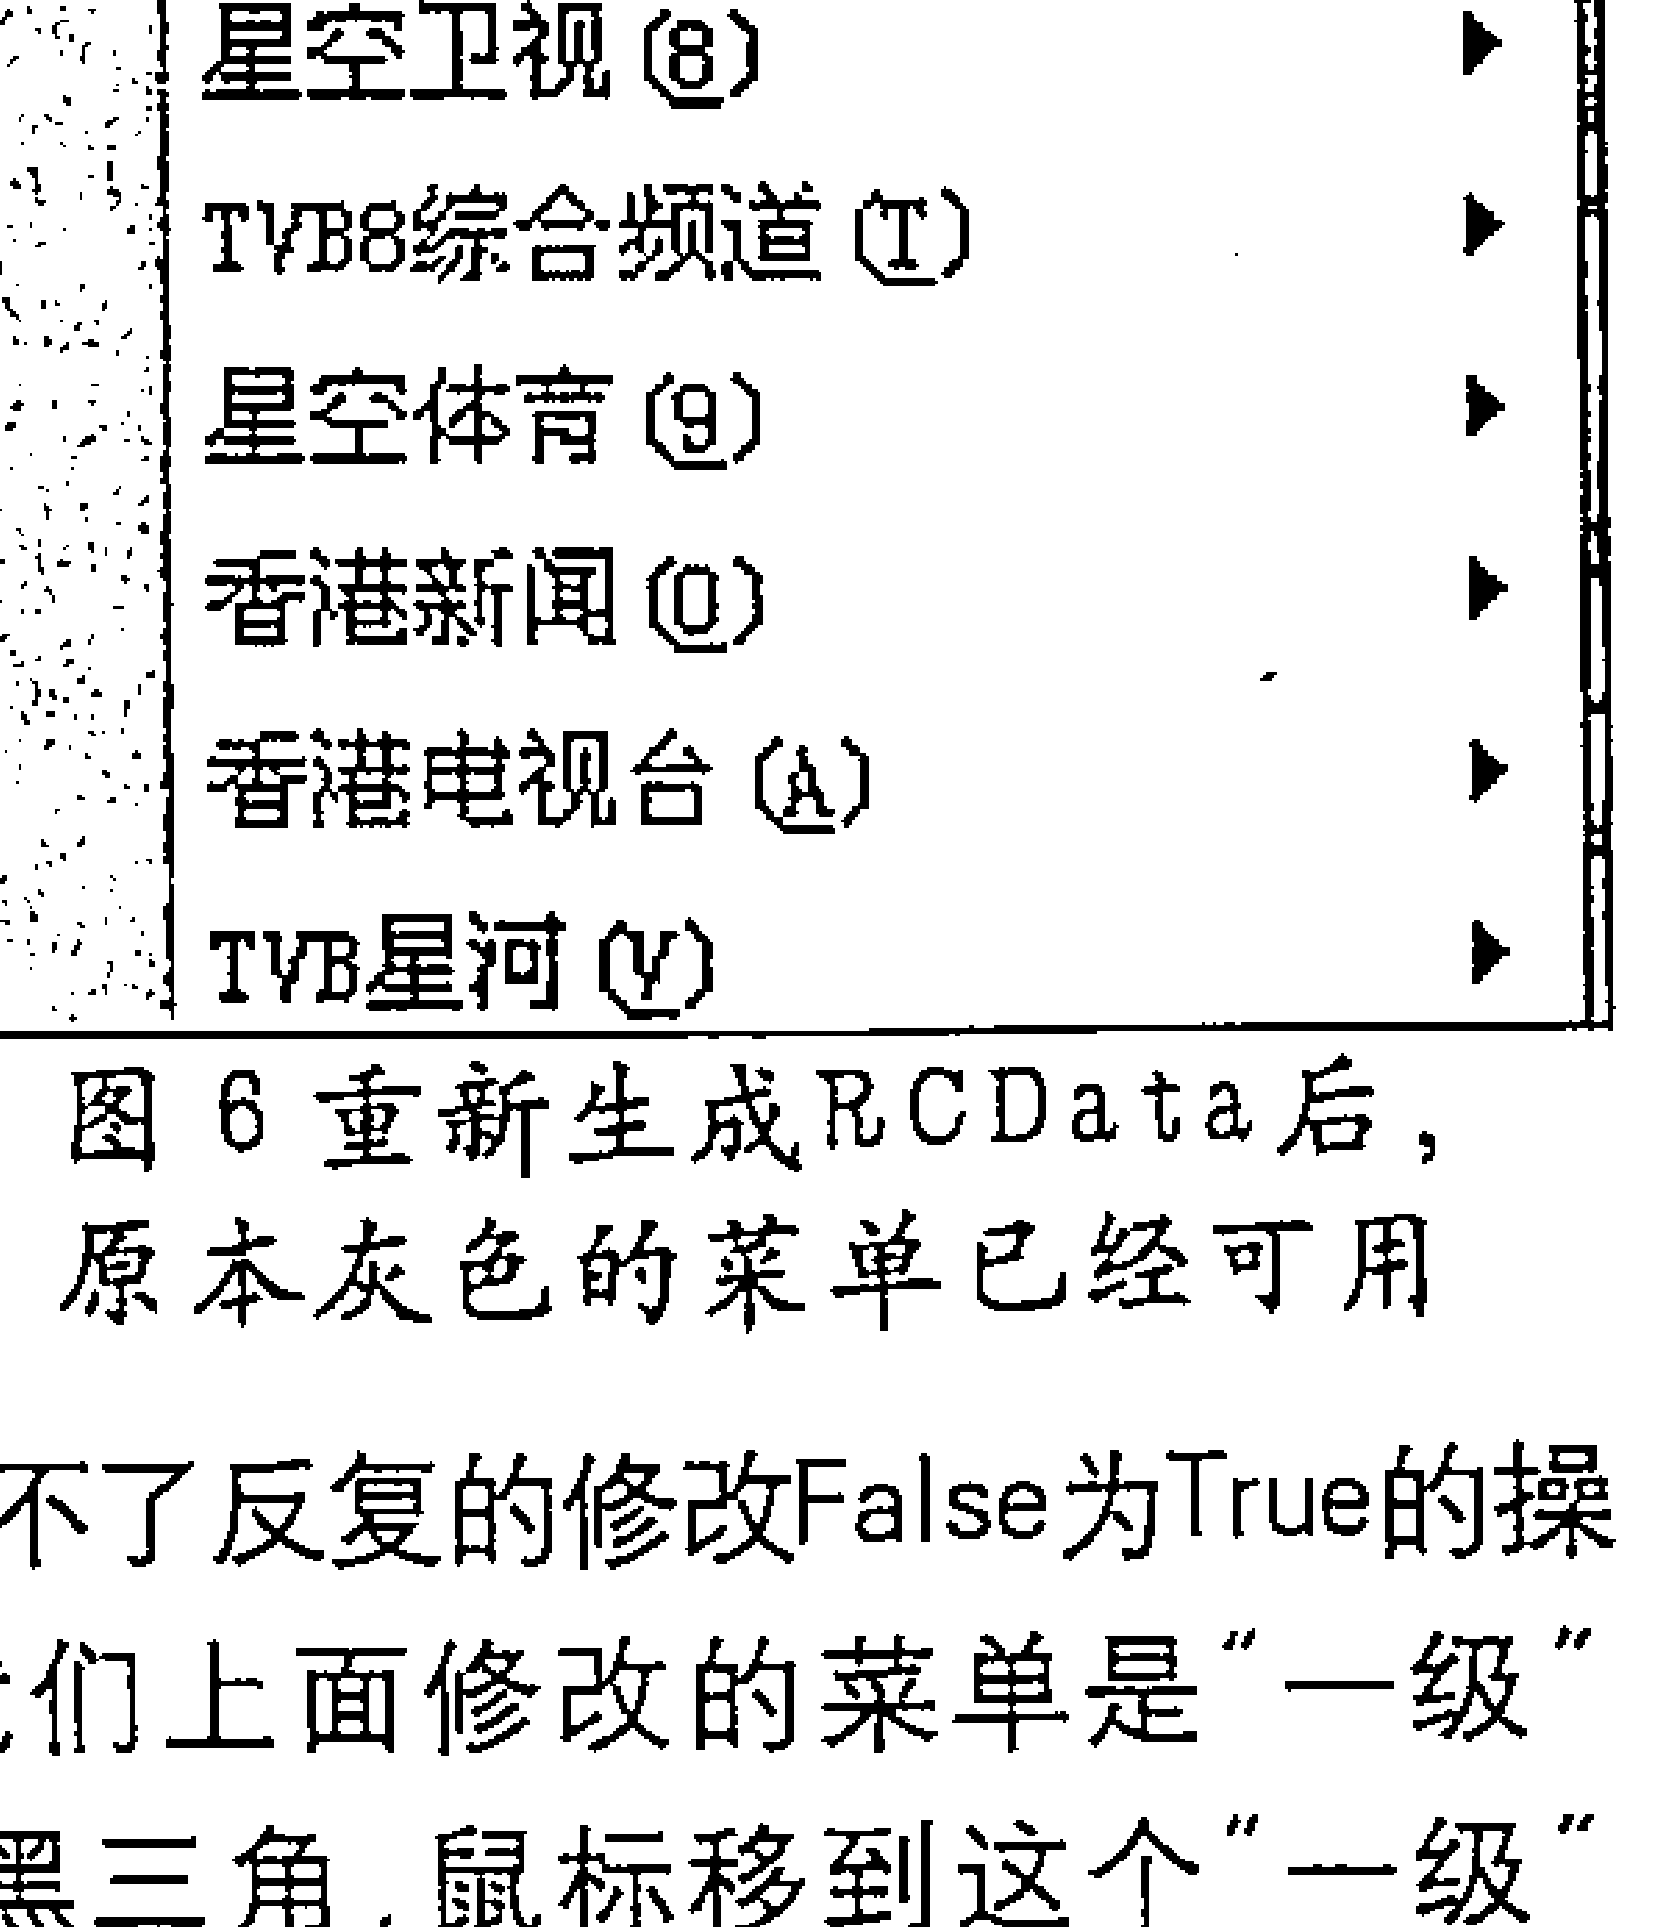 星空卫视(8)
TVB8综合频道(T)
星空体育(9)
香港新闻(0)
香港电视台(A)
TVB星河(V)
图6 重新生成RCData后,
原本灰色的菜单已经可用
不了反复的修改False为True的操
们上面修改的菜单是“一级”
黑三角,鼠标移到这个“一级”